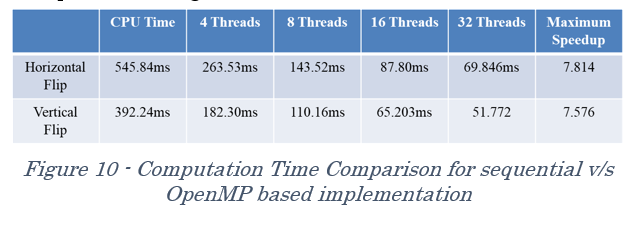 CPU Time 4 Threads 8 Threads 16 Threads 32 Threads Maximum Speedup
Horizontal Flip 545.84ms 263.53ms 143.52ms 87.80ms 69.846ms 7.814
Vertical Flip 392.24ms 182.30ms 110.16ms 65.203ms 51.772 7.576
Figure 10 - Computation Time Comparison for sequential v/s
OpenMP based implementation